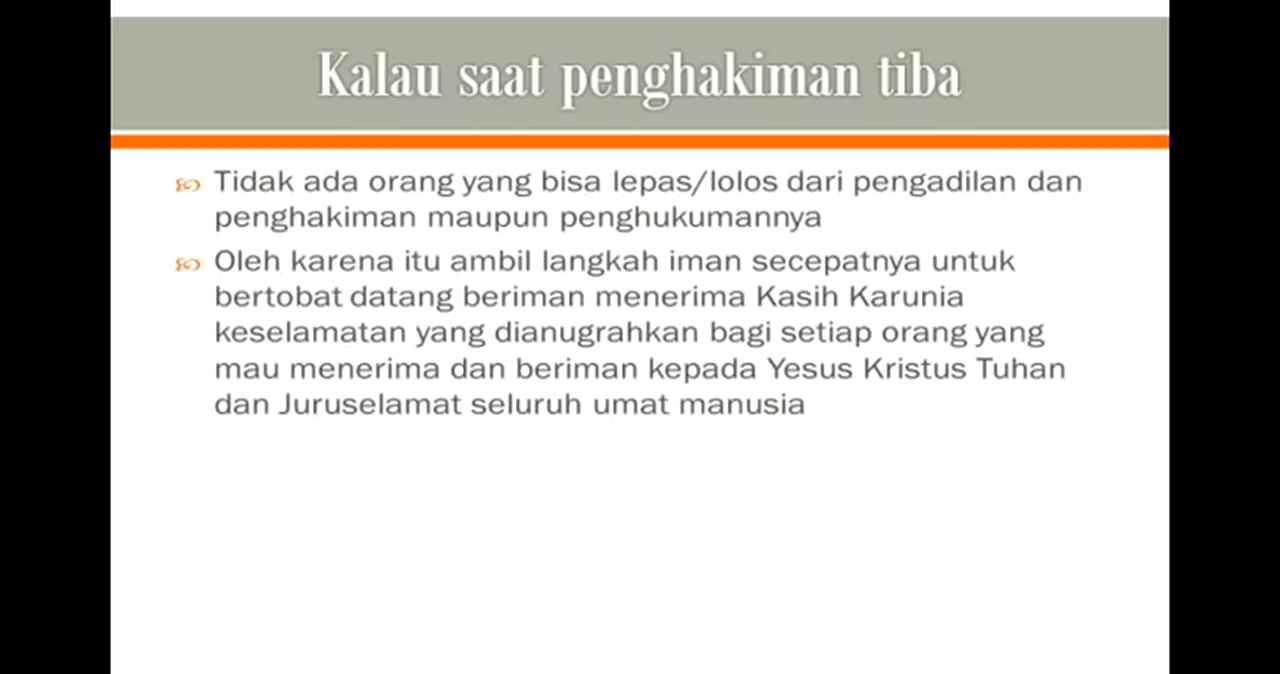 Kalau saat penghakiman tiba
Tidak ada orang yang bisa lepas/lolos dari pengadilan dan
penghakiman maupun penghukumannya
Oleh karena itu ambil langkah iman secepatnya untuk
bertobat datang beriman menerima Kasih Karunia
keselamatan yang dianugrahkan bagi setiap orang yang
mau menerima dan beriman kepada Yesus Kristus Tuhan
dan Juruselamat seluruh umat manusia